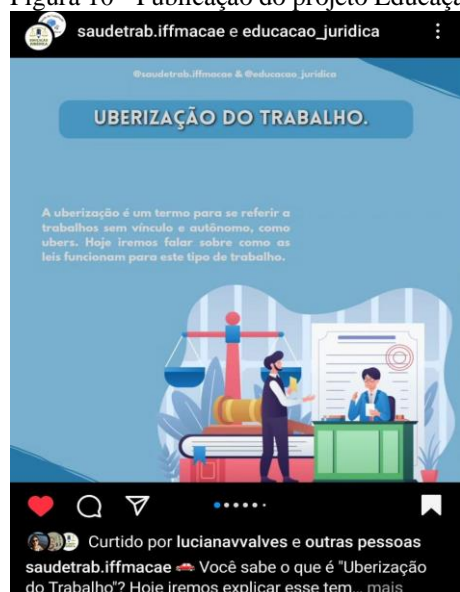 Figura 10 - Publicação do projeto Educaçã
saudetrab.iffmacae e educacao_juridica
@saudetrab.iffmacae & @educacao_juridica
UBERIZAÇÃO DO TRABALHO.
A uberização é um termo para se referir a
trabalhos sem vínculo e autônomo, como
ubers. Hoje iremos falar sobre como as
leis funcionam para este tipo de trabalho.
Curtido por lucianavvalves e outras pessoas
saudetrab.iffmacae 🚗 Você sabe o que é "Uberização
do Trabalho"? Hoje iremos explicar esse tem... mais